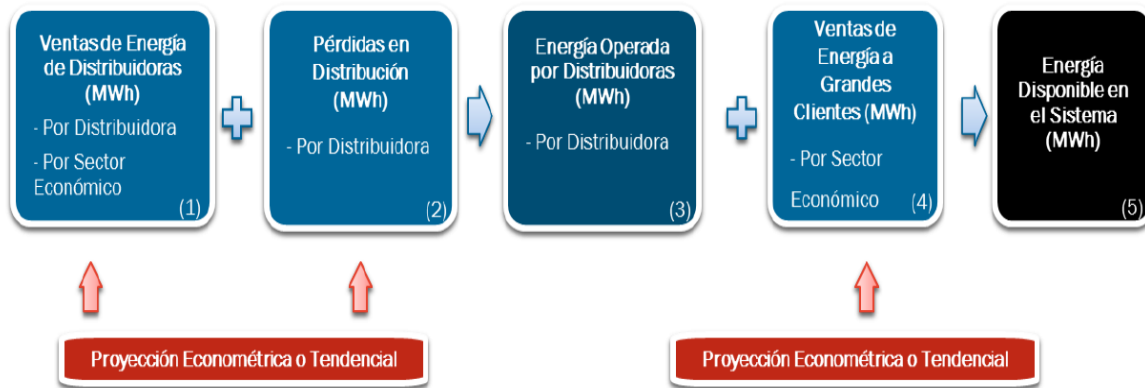 Ventas de Energía
de Distribuidoras
(MWh)
- Por Distribuidora
- Por Sector
Económico
(1)
Pérdidas en
Distribución
(MWh)
- Por Distribuidora
(2)
Energía Operada
por Distribuidoras
(MWh)
- Por Distribuidora
(3)
Ventas de
Energía a
Grandes
Clientes (MWh)
- Por Sector
Económico
(4)
Energía
Disponible en
el Sistema
(MWh)
(5)
Proyección Econométrica o Tendencial
Proyección Econométrica o Tendencial